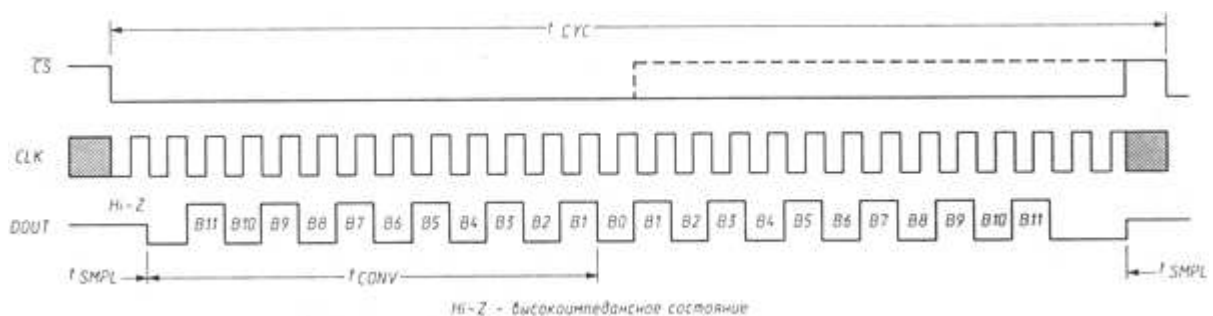 t CYC
CS
CLK
Hi-Z
DOUT B11 B10 B9 B8 B7 B6 B5 B4 B3 B2 B1 B0 B1 B2 B3 B4 B5 B6 B7 B8 B9 B10 B11
t SMPL t CONV t SMPL
Hi-Z - высокоимпедансное состояние